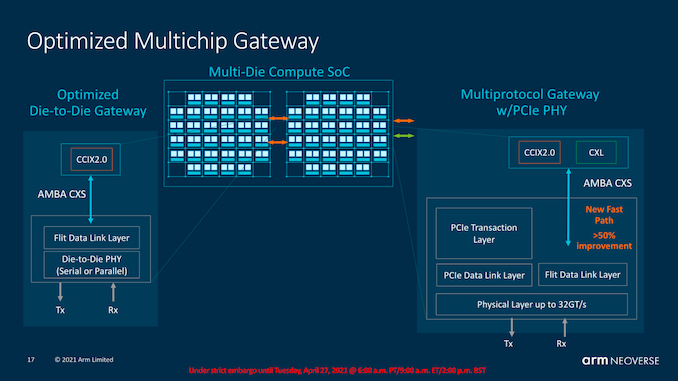 Optimized Multichip Gateway
Multi-Die Compute SoC
Optimized
Die-to-Die Gateway
CCIX2.0
AMBA CXS
Flit Data Link Layer
Die-to-Die PHY
(Serial or Parallel)
Tx
Rx
Multiprotocol Gateway
w/PCIe PHY
CCIX2.0
CXL
AMBA CXS
New Fast
Path
>50%
improvement
PCIe Transaction
Layer
PCIe Data Link Layer
Flit Data Link Layer
Physical Layer up to 32GT/s
Tx
Rx
17
© 2021 Arm Limited
arm NEOVERSE
Under strict embargo until Tuesday, April 27, 2021 @ 6:00 a.m. PT/9:00 a.m. ET/2:00 p.m. BST